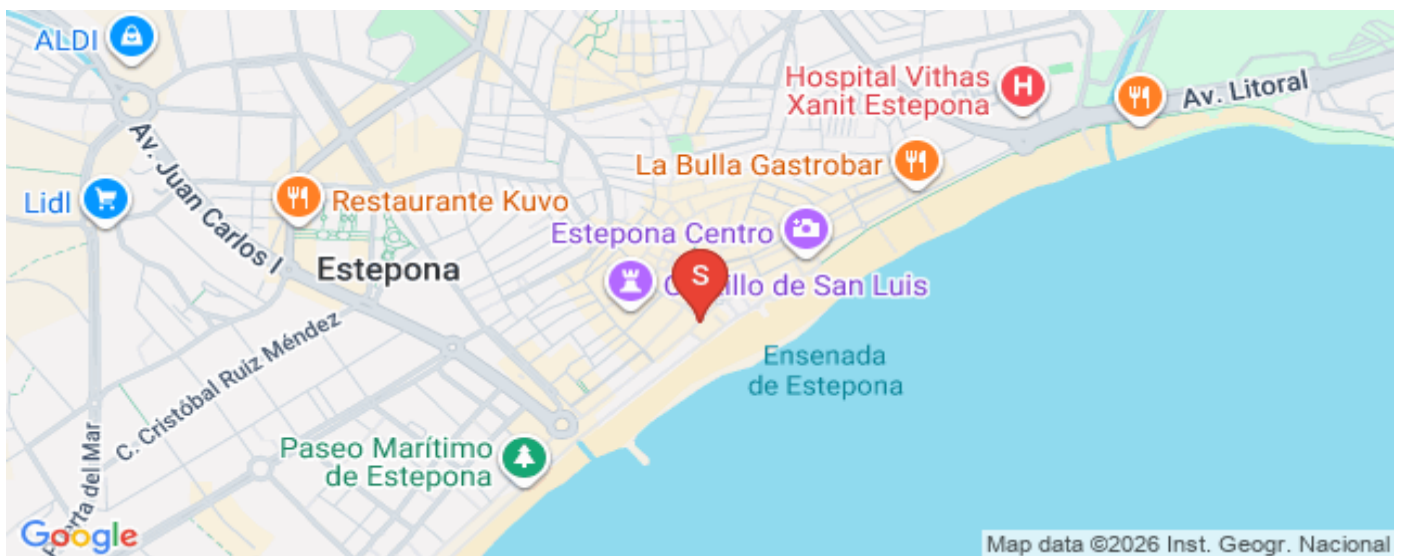 ALDI
Hospital Vithas
Xanit Estepona
Av. Litoral
Av. Juan Carlos I
La Bulla Gastrobar
Lidl
Restaurante Kuvo
Estepona Centro
Estepona
S
de San Luis
C. Cristóbal Ruiz Méndez
Ensenada
de Estepona
Paseo Marítimo
de Estepona
del Mar
Google
Map data ©2026 Inst. Geogr. Nacional